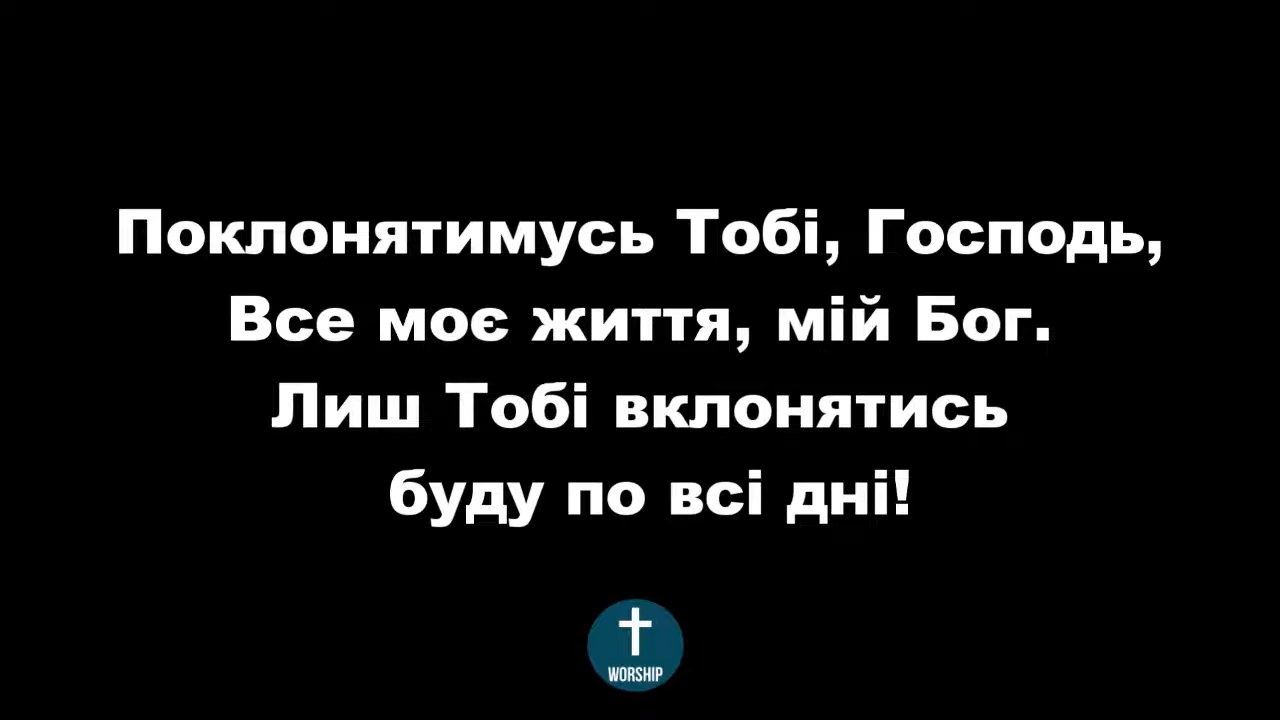 Поклонятимусь Тобі, Господь,
Все моє життя, мій Бог.
Лиш Тобі вклонятись
буду по всі дні!
WORSHIP